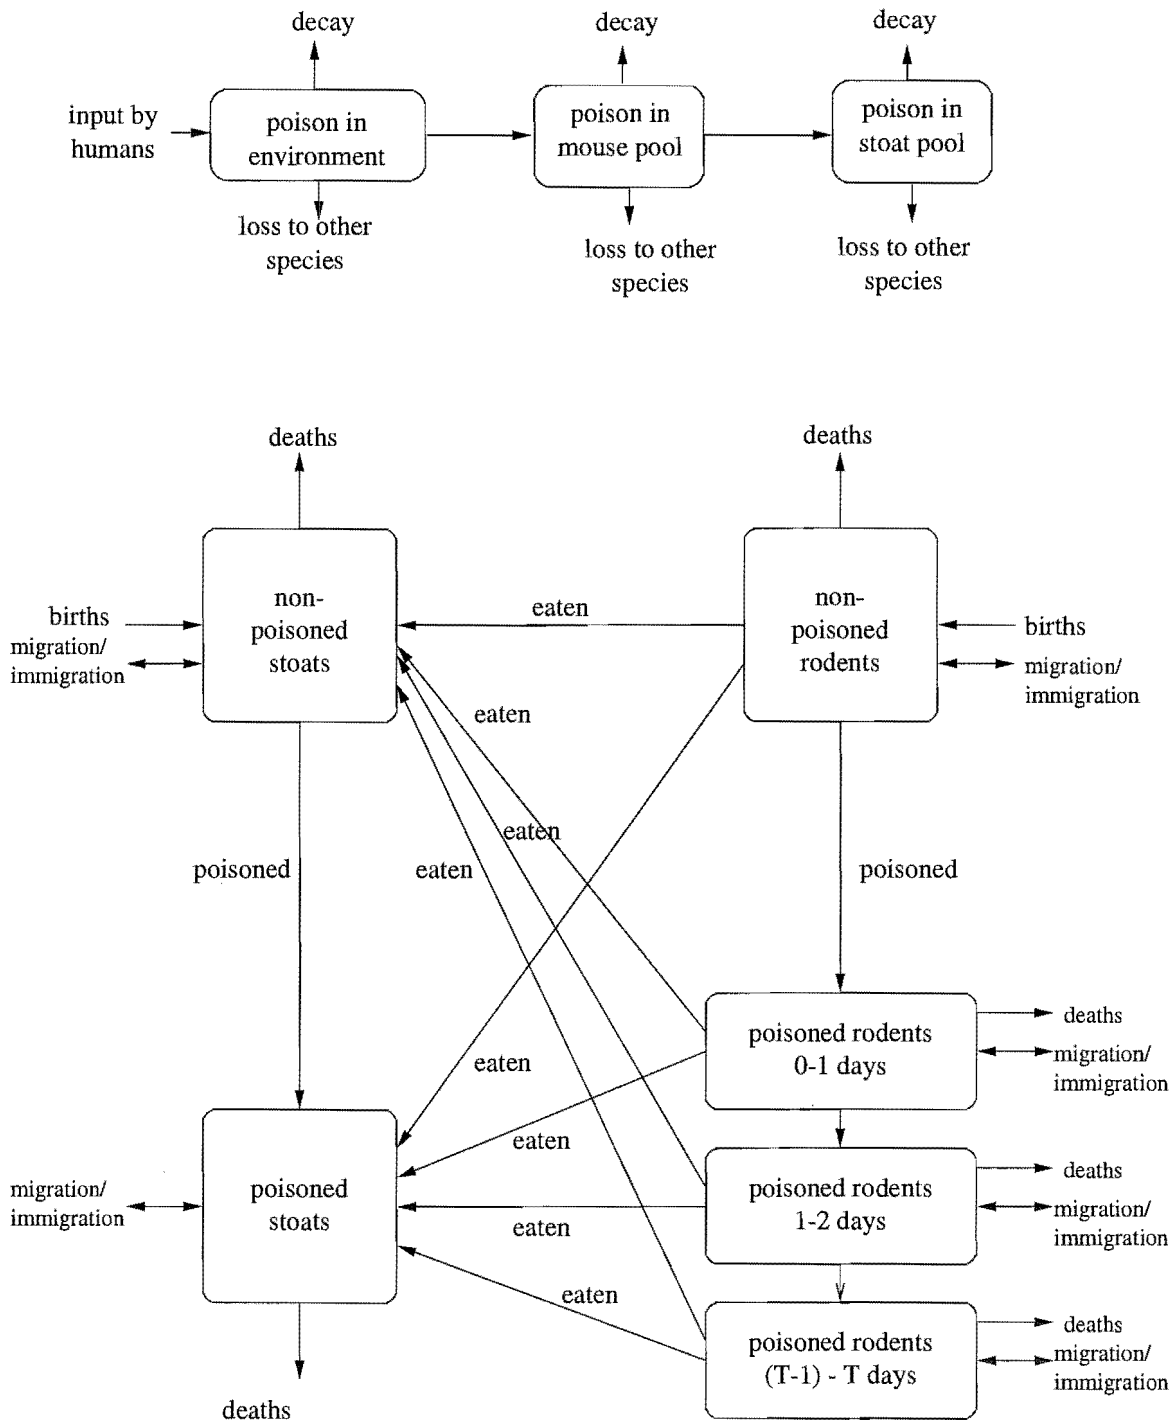 decay
decay
decay
input by
humans
poison in
environment
poison in
mouse pool
poison in
stoat pool
loss to other
species
loss to other
species
loss to other
species
deaths
deaths
non-
poisoned
stoats
non-
poisoned
rodents
births
migration/
immigration
eaten
births
migration/
immigration
eaten
eaten
eaten
poisoned
poisoned
eaten
poisoned rodents
0-1 days
deaths
migration/
immigration
eaten
migration/
immigration
poisoned
stoats
eaten
poisoned rodents
1-2 days
deaths
migration/
immigration
eaten
poisoned rodents
(T-1) - T days
deaths
migration/
immigration
deaths